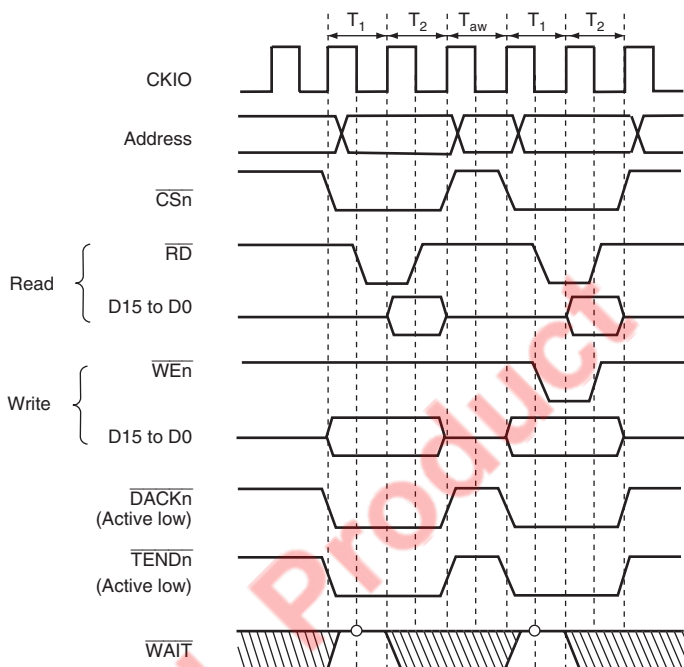 T1 T2 Taw T1 T2
CKIO
Address
CSn
RD
Read
D15 to D0
WEn
Write
D15 to D0
DACKn
(Active low)
TENDn
(Active low)
WAIT
Product